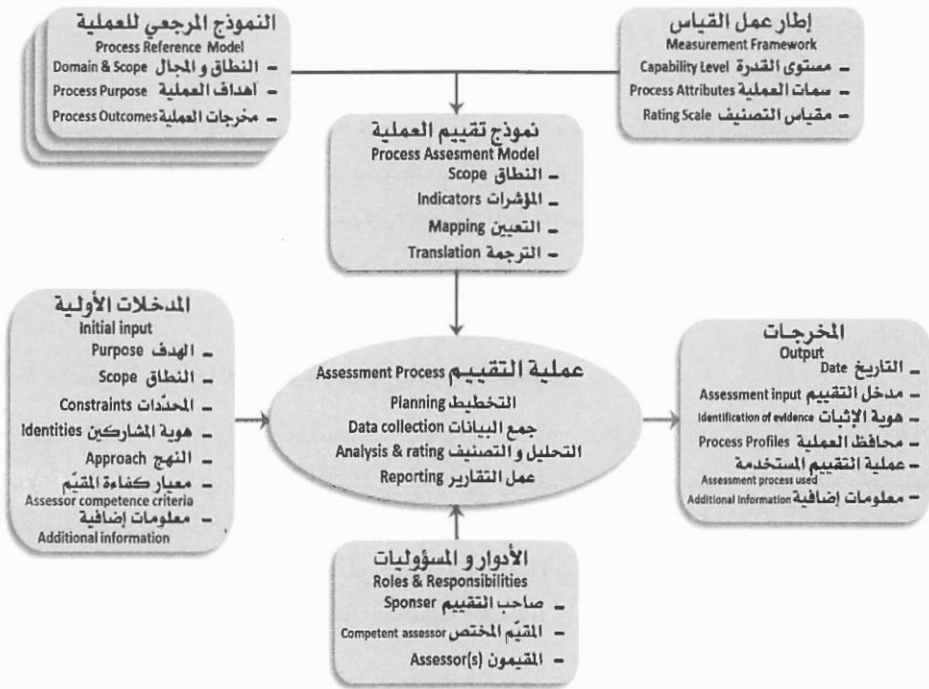 النموذج المرجعي للعملية
Process Reference Model
– النطاق و المجال Domain & Scope
– أهداف العملية Process Purpose
– مخرجات العملية Process Outcomes
إطار عمل القياس
Measurement Framework
– مستوى القدرة Capability Level
– سمات العملية Process Attributes
– مقياس التصنيف Rating Scale
نموذج تقييم العملية
Process Assesment Model
– النطاق Scope
– المؤشرات Indicators
– التعيين Mapping
– الترجمة Translation
المدخلات الأولية
Initial input
– الهدف Purpose
– النطاق Scope
– المحدّدات Constraints
– هوية المشاركين Identities
– النهج Approach
– معيار كفاءة المقيّم
Assessor competence criteria
– معلومات إضافية
Additional information
عملية التقييم Assessment Process
التخطيط Planning
جمع البيانات Data collection
التحليل و التصنيف Analysis & rating
عمل التقارير Reporting
المخرجات
Output
– التاريخ Date
– مدخل التقييم Assessment input
– هوية الإثبات Identification of evidence
– محافظ العملية Process Profiles
– عملية التقييم المستخدمة
Assessment process used
– معلومات إضافية Additional Information
الأدوار و المسؤوليات
Roles & Responsibilities
– صاحب التقييم Sponser
– المقيّم المختص Competent assessor
– المقيمون Assessor(s)